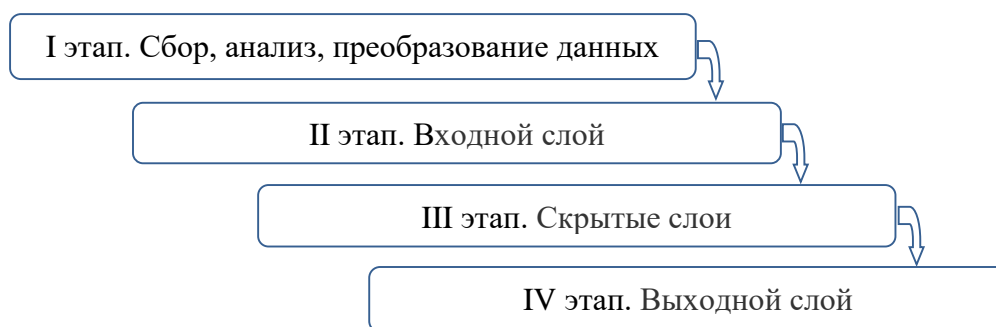 I этап. Сбор, анализ, преобразование данных
II этап. Входной слой
III этап. Скрытые слои
IV этап. Выходной слой